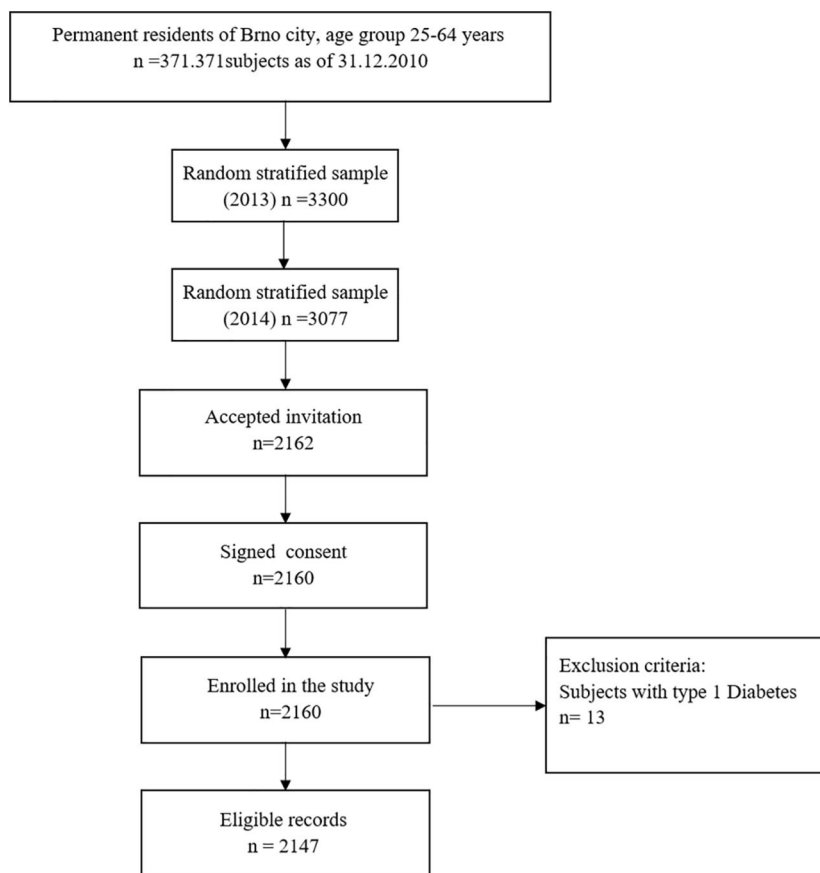 Permanent residents of Brno city, age group 25-64 years
n =371.371subjects as of 31.12.2010
Random stratified sample
(2013) n =3300
Random stratified sample
(2014) n =3077
Accepted invitation
n=2162
Signed consent
n=2160
Enrolled in the study
n=2160
Exclusion criteria:
Subjects with type 1 Diabetes
n= 13
Eligible records
n = 2147